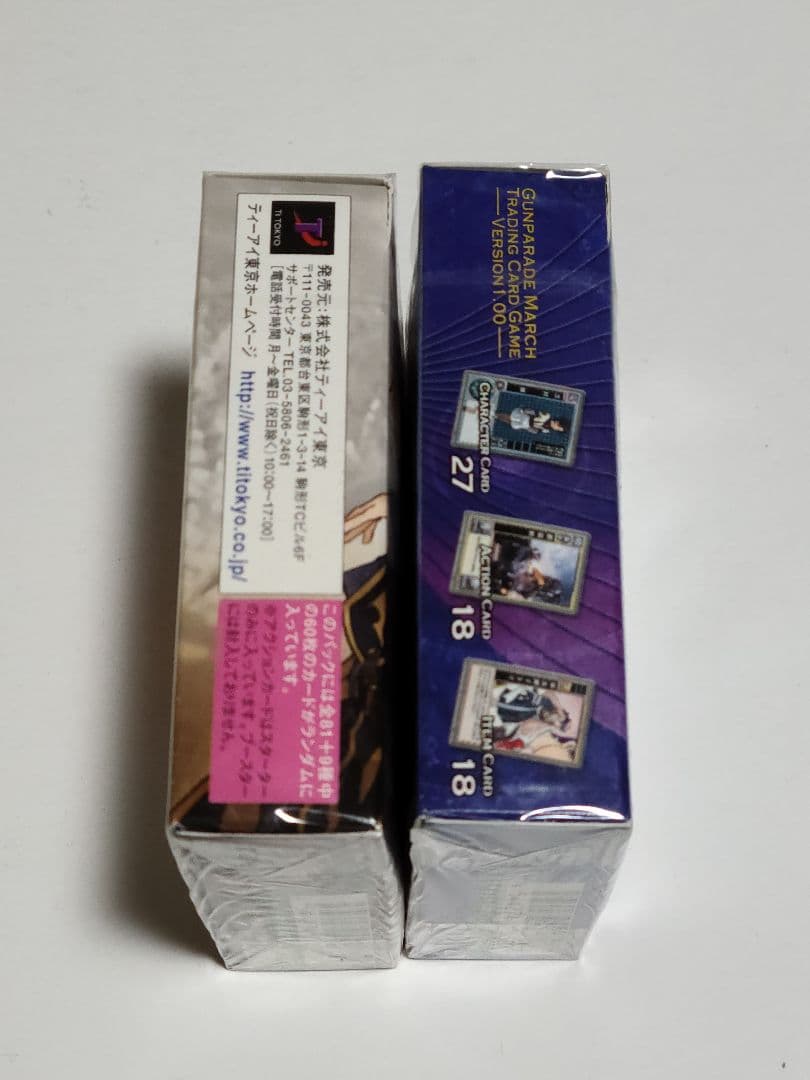 TI TOKYO
発売元:株式会社ティーアイ東京
〒111-0043 東京都台東区駒形1-3-14 駒形TCビル6F
サポートセンター TEL.03-5806-2461
[電話受付時間 月〜金曜日(祝日除く)10:00〜17:00]
ティーアイ東京ホームページ http://www.titokyo.co.jp/
このパックには全81+9種中
の60枚のカードがランダムに
入っています。
※アクションカードはスターター
のみに入っています。ブースター
には封入しておりません。
GUNPARADE MARCH
TRADING CARD GAME
VERSION1.00
CHARACTER CARD
27
ACTION CARD
18
ITEM CARD
18